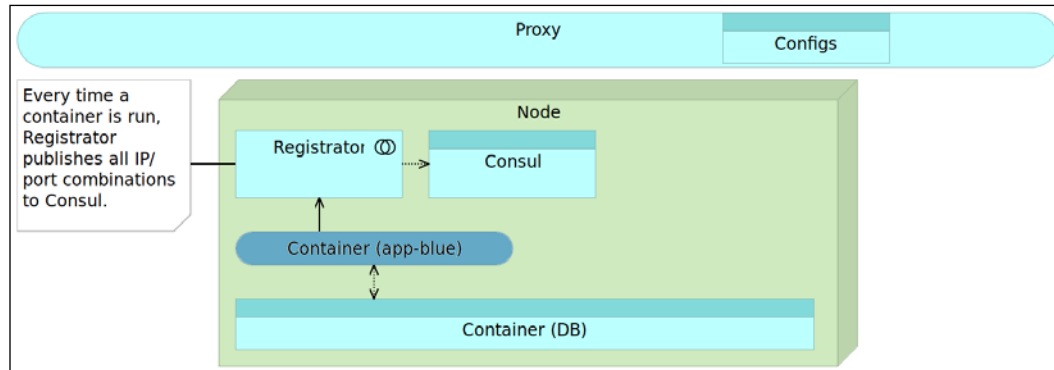 Proxy
Configs
Every time a
container is run,
Registrator
publishes all IP/
port combinations
to Consul.
Node
Registrator
Consul
Container (app-blue)
Container (DB)